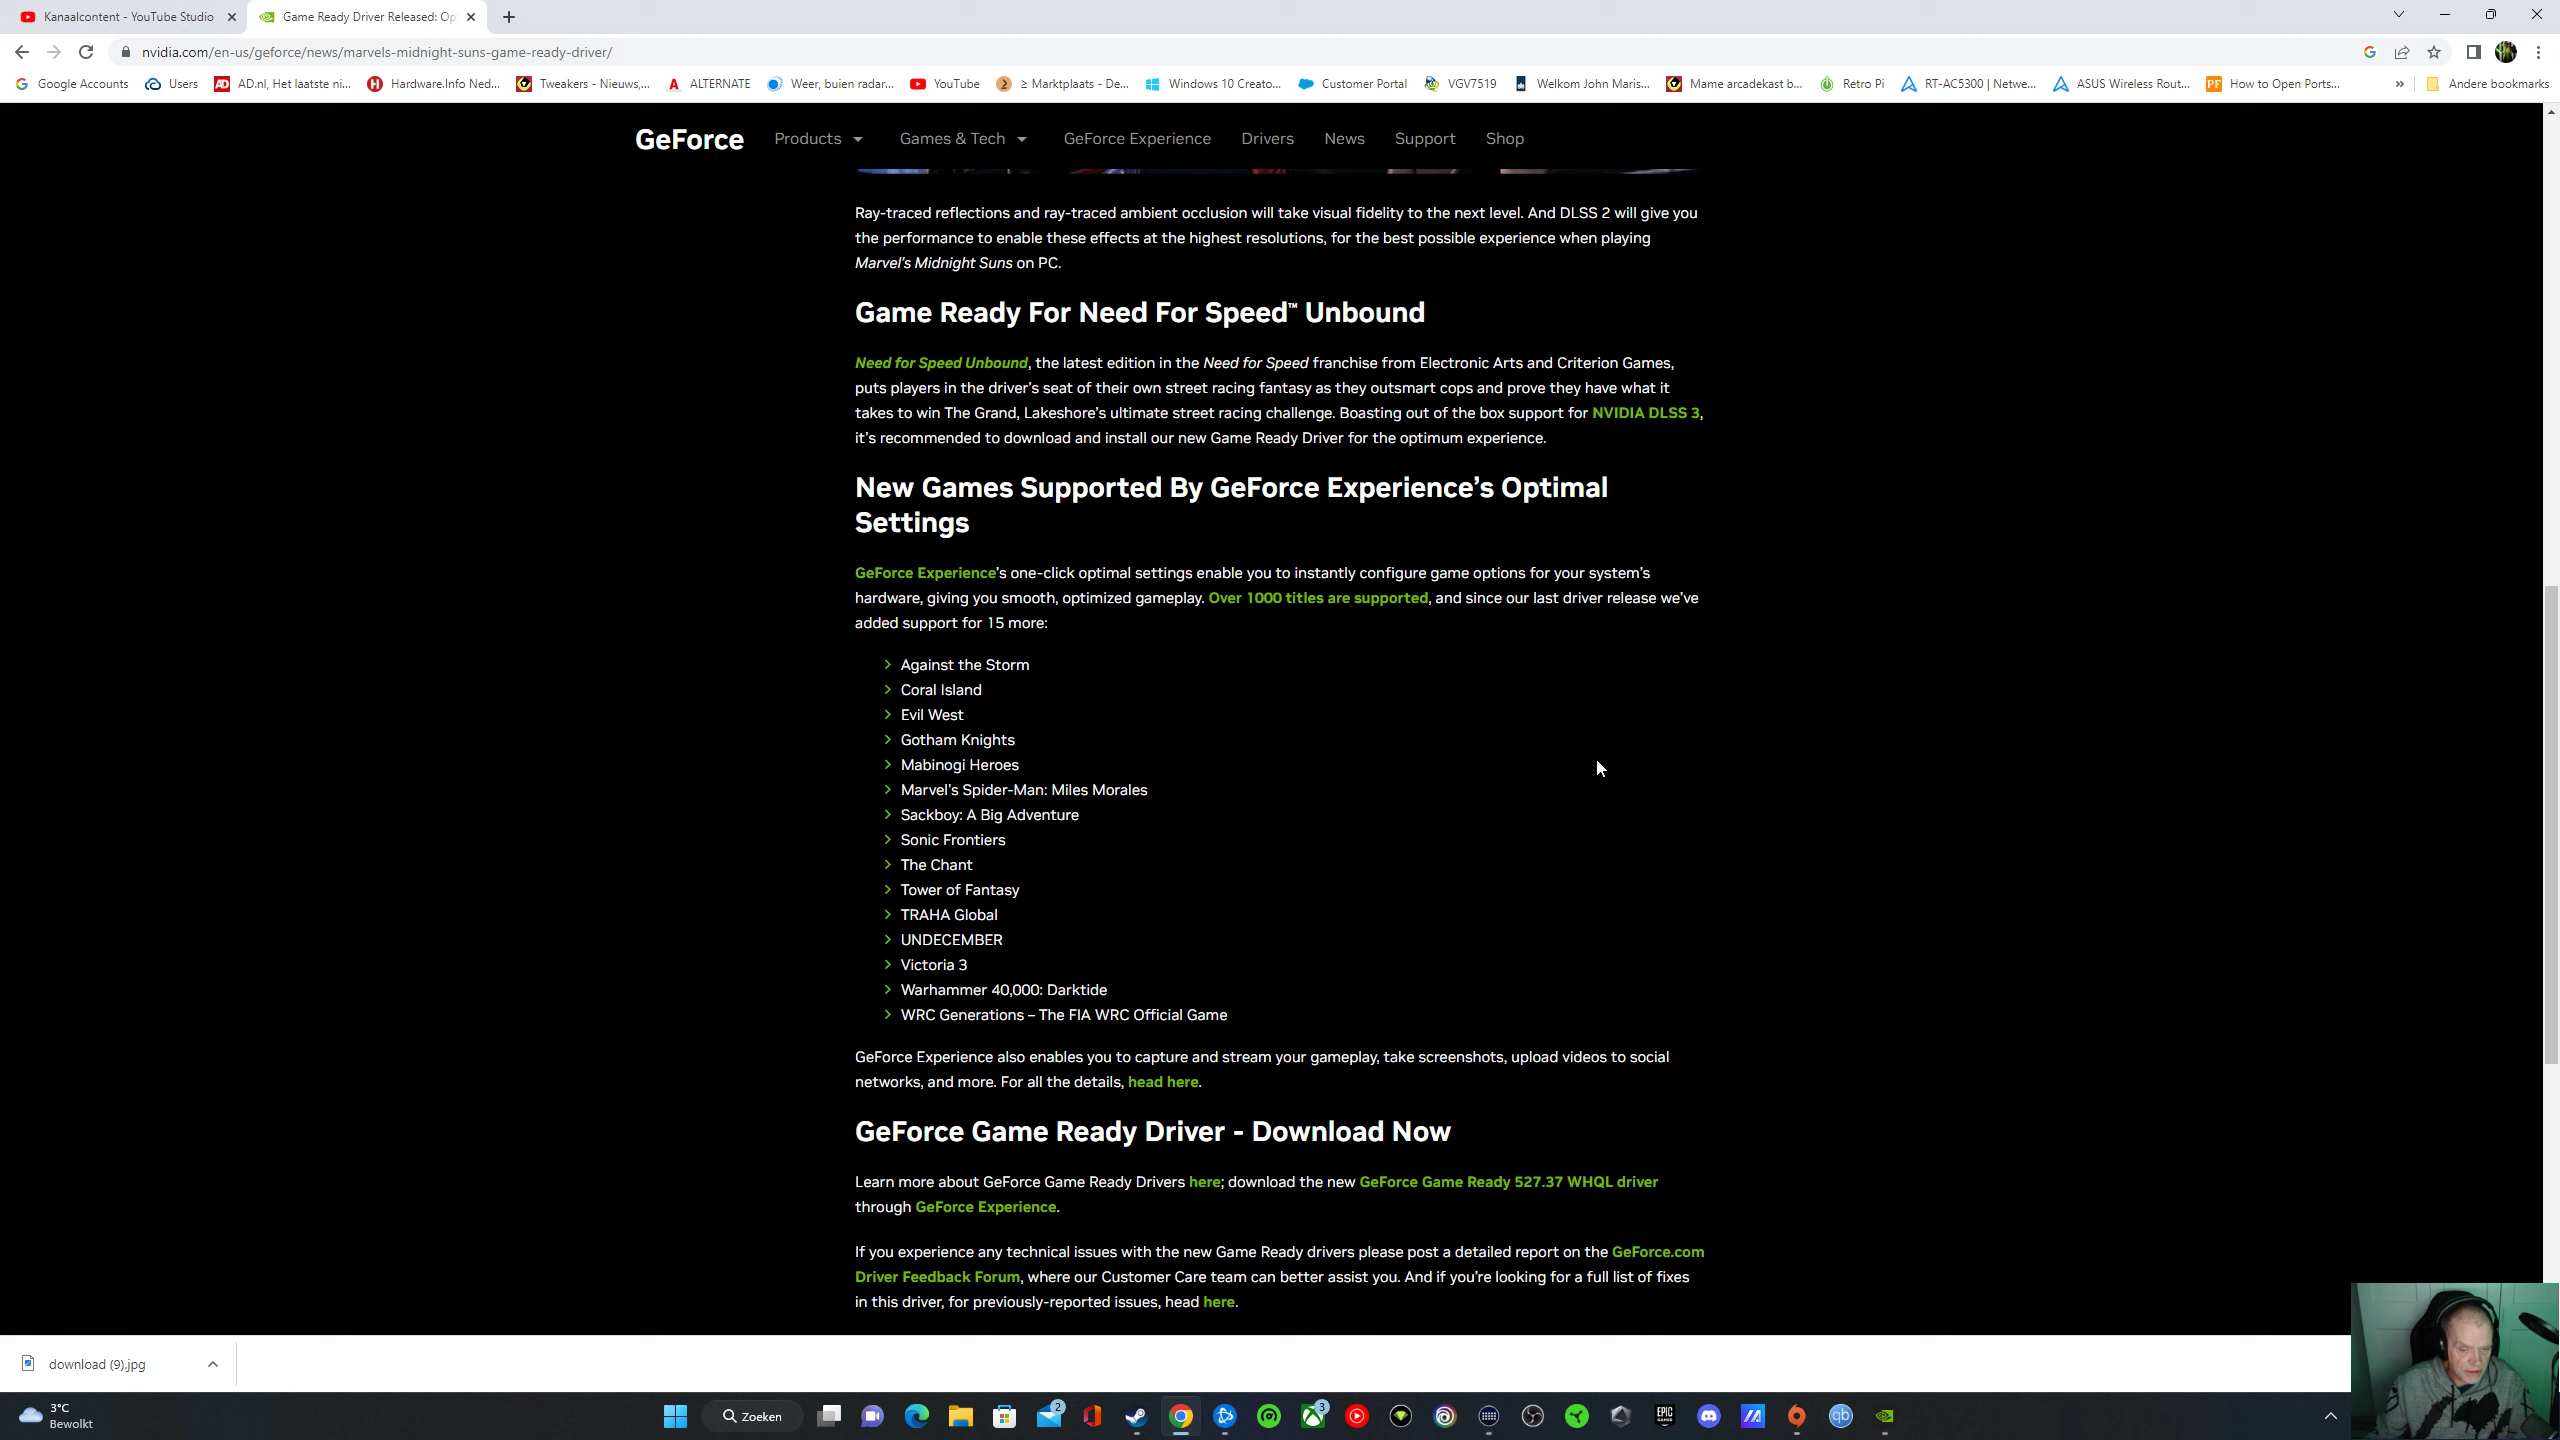 Kanaalcontent - YouTube Studio
Game Ready Driver Released: Op
nvidia.com/en-us/geforce/news/marvels-midnight-suns-game-ready-driver/
Google Accounts
Users
AD.nl, Het laatste ni...
Hardware.Info Ned...
Tweakers - Nieuws,...
ALTERNATE
Weer, buien radar...
YouTube
≥ Marktplaats - De...
Windows 10 Creato...
Customer Portal
VGV7519
Welkom John Maris...
Mame arcadekast b...
Retro Pi
RT-AC5300 | Netwe...
ASUS Wireless Rout...
How to Open Ports...
»
Andere bookmarks
GeForce
Products
Games & Tech
GeForce Experience
Drivers
News
Support
Shop
Ray-traced reflections and ray-traced ambient occlusion will take visual fidelity to the next level. And DLSS 2 will give you
the performance to enable these effects at the highest resolutions, for the best possible experience when playing
Marvel's Midnight Suns on PC.
Game Ready For Need For Speed™ Unbound
Need for Speed Unbound, the latest edition in the Need for Speed franchise from Electronic Arts and Criterion Games,
puts players in the driver's seat of their own street racing fantasy as they outsmart cops and prove they have what it
takes to win The Grand, Lakeshore's ultimate street racing challenge. Boasting out of the box support for NVIDIA DLSS 3,
it's recommended to download and install our new Game Ready Driver for the optimum experience.
New Games Supported By GeForce Experience's Optimal
Settings
GeForce Experience's one-click optimal settings enable you to instantly configure game options for your system's
hardware, giving you smooth, optimized gameplay. Over 1000 titles are supported, and since our last driver release we've
added support for 15 more:
Against the Storm
Coral Island
Evil West
Gotham Knights
Mabinogi Heroes
Marvel's Spider-Man: Miles Morales
Sackboy: A Big Adventure
Sonic Frontiers
The Chant
Tower of Fantasy
TRAHA Global
UNDECEMBER
Victoria 3
Warhammer 40,000: Darktide
WRC Generations – The FIA WRC Official Game
GeForce Experience also enables you to capture and stream your gameplay, take screenshots, upload videos to social
networks, and more. For all the details, head here.
GeForce Game Ready Driver - Download Now
Learn more about GeForce Game Ready Drivers here; download the new GeForce Game Ready 527.37 WHQL driver
through GeForce Experience.
If you experience any technical issues with the new Game Ready drivers please post a detailed report on the GeForce.com
Driver Feedback Forum, where our Customer Care team can better assist you. And if you're looking for a full list of fixes
in this driver, for previously-reported issues, head here.
download (9).jpg
3°C
Bewolkt
Zoeken
2
3
EPIC
GAMES
qb